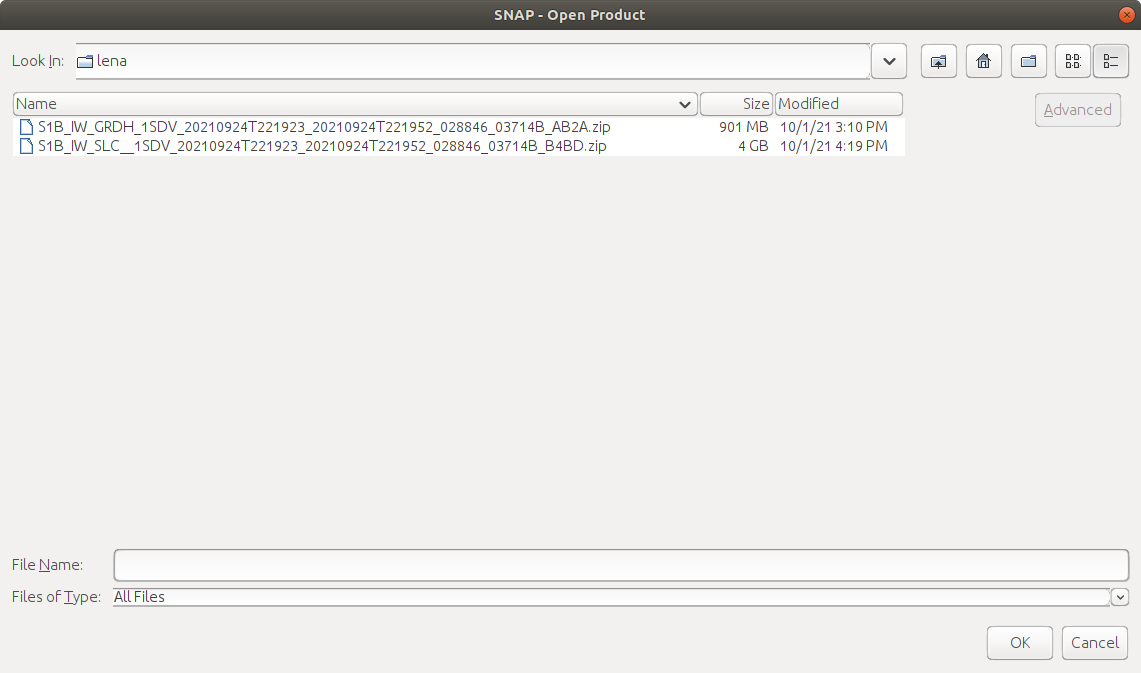 SNAP - Open Product
Look In: lena
Name Size Modified
S1B_IW_GRDH_1SDV_20210924T221923_20210924T221952_028846_03714B_AB2A.zip 901 MB 10/1/21 3:10 PM
Advanced
S1B_IW_SLC__1SDV_20210924T221923_20210924T221952_028846_03714B_B4BD.zip 4 GB 10/1/21 4:19 PM
File Name:
Files of Type: All Files
OK Cancel